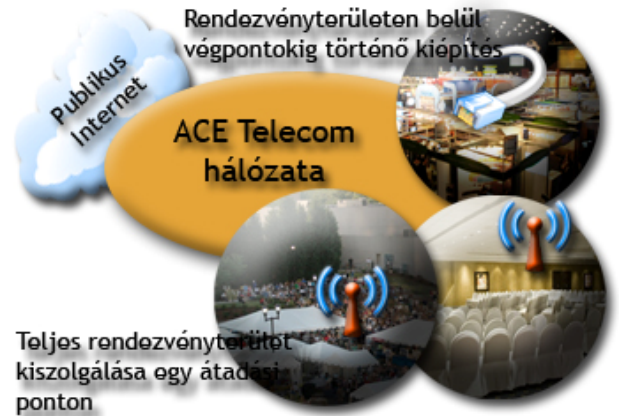 Rendezvényterületen belül
végpontokig történő kiépítés
Publikus
Internet
ACE Telecom
hálózata
Teljes rendezvényterület
kiszolgálása egy átadási
ponton